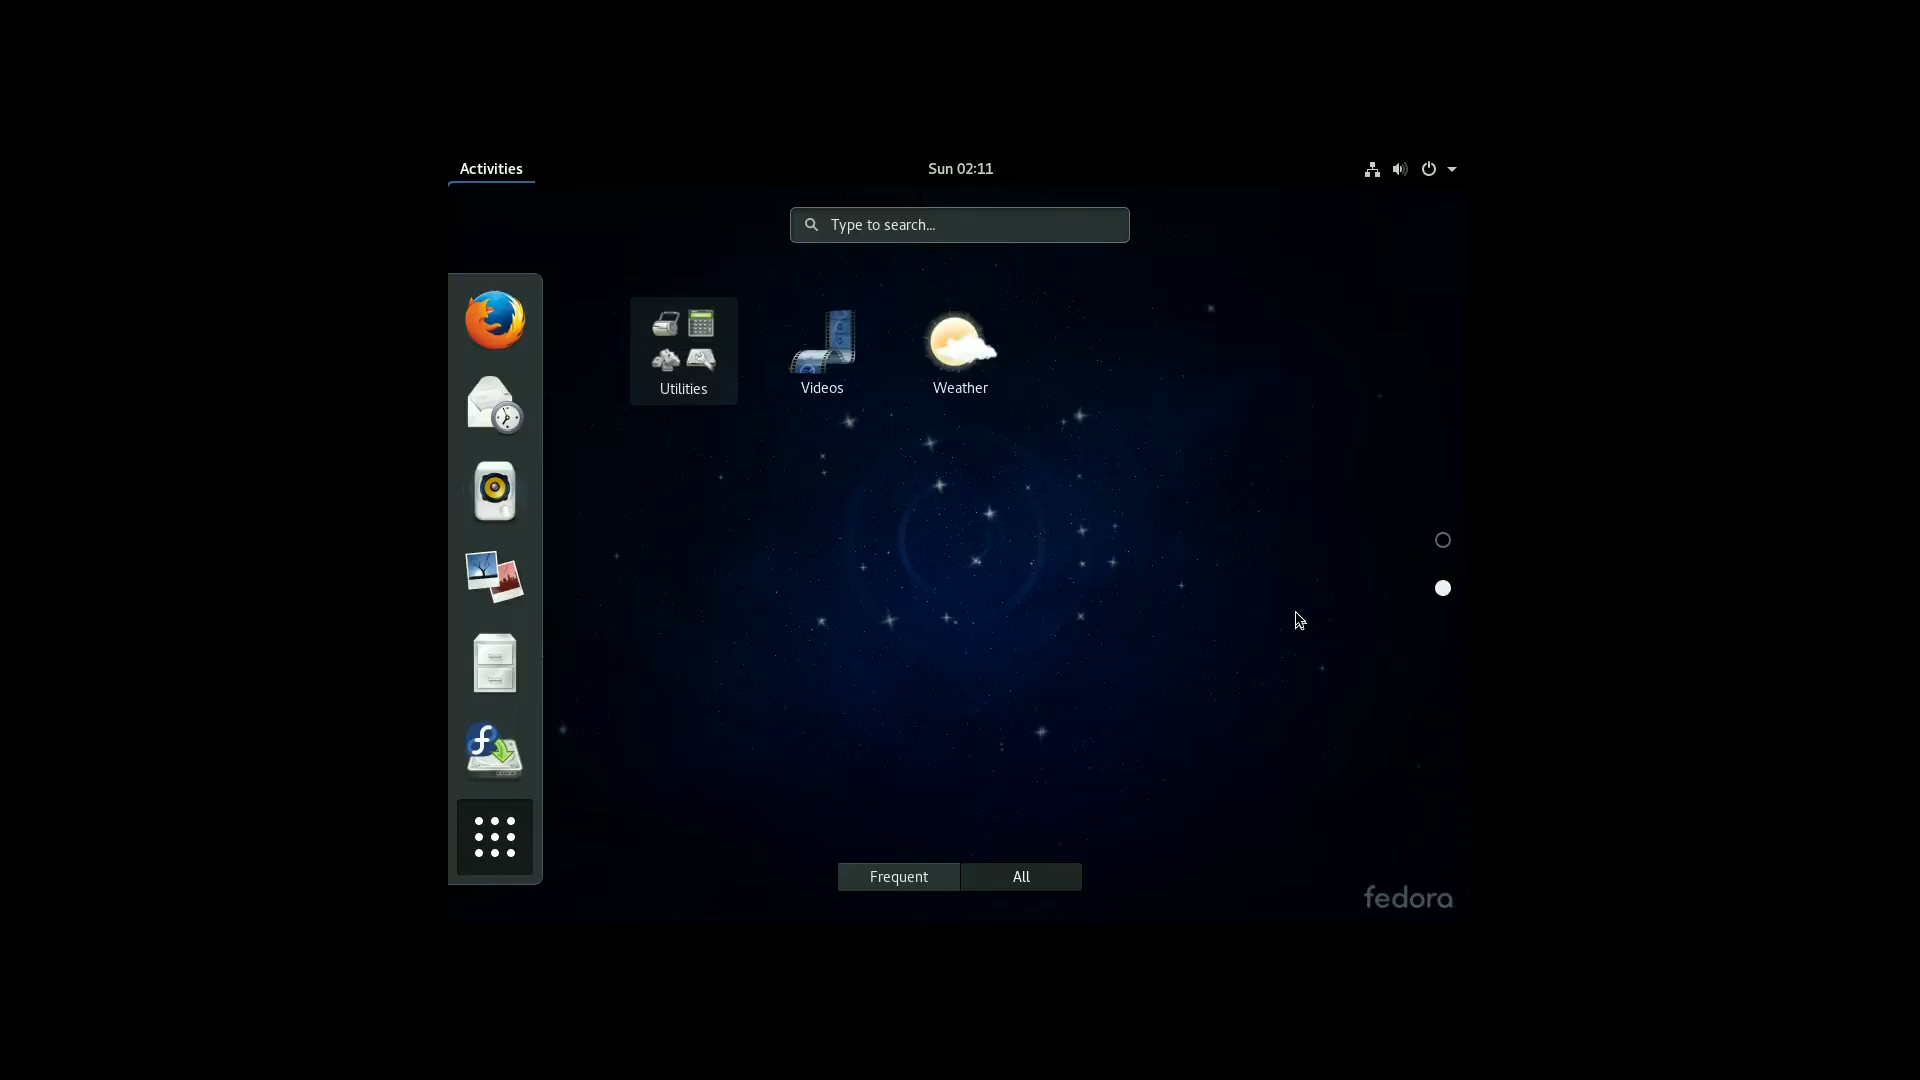 Activities
Sun 02:11
Type to search...
Utilities
Videos
Weather
Frequent
All
fedora